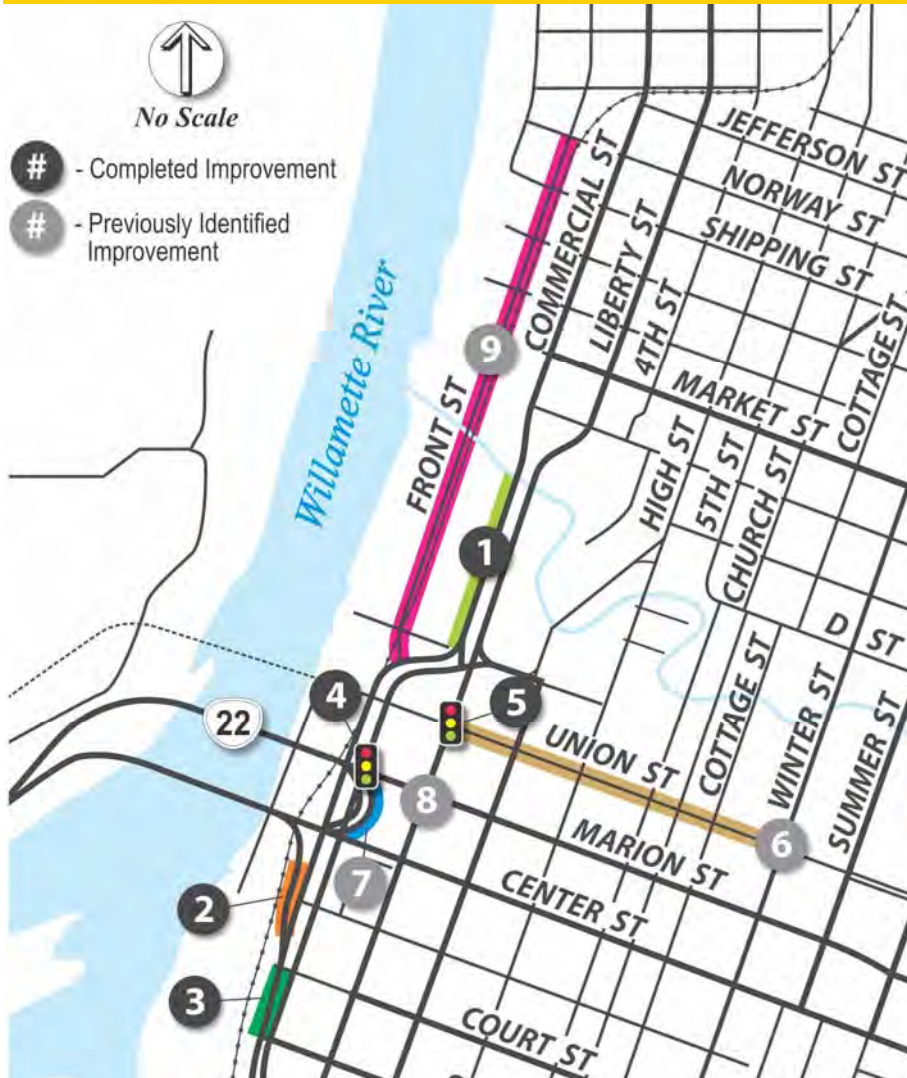 No Scale
# - Completed Improvement
# - Previously Identified
Improvement
Willamette River
JEFFERSON ST
NORWAY ST
SHIPPING ST
COMMERCIAL ST
LIBERTY ST
4TH ST
COTTAGE ST
MARKET ST
9
FRONT ST
HIGH ST
5TH ST
CHURCH ST
1
D ST
COTTAGE ST
WINTER ST
SUMMER ST
4
5
22
UNION ST
8
6
MARION ST
7
CENTER ST
2
3
COURT ST